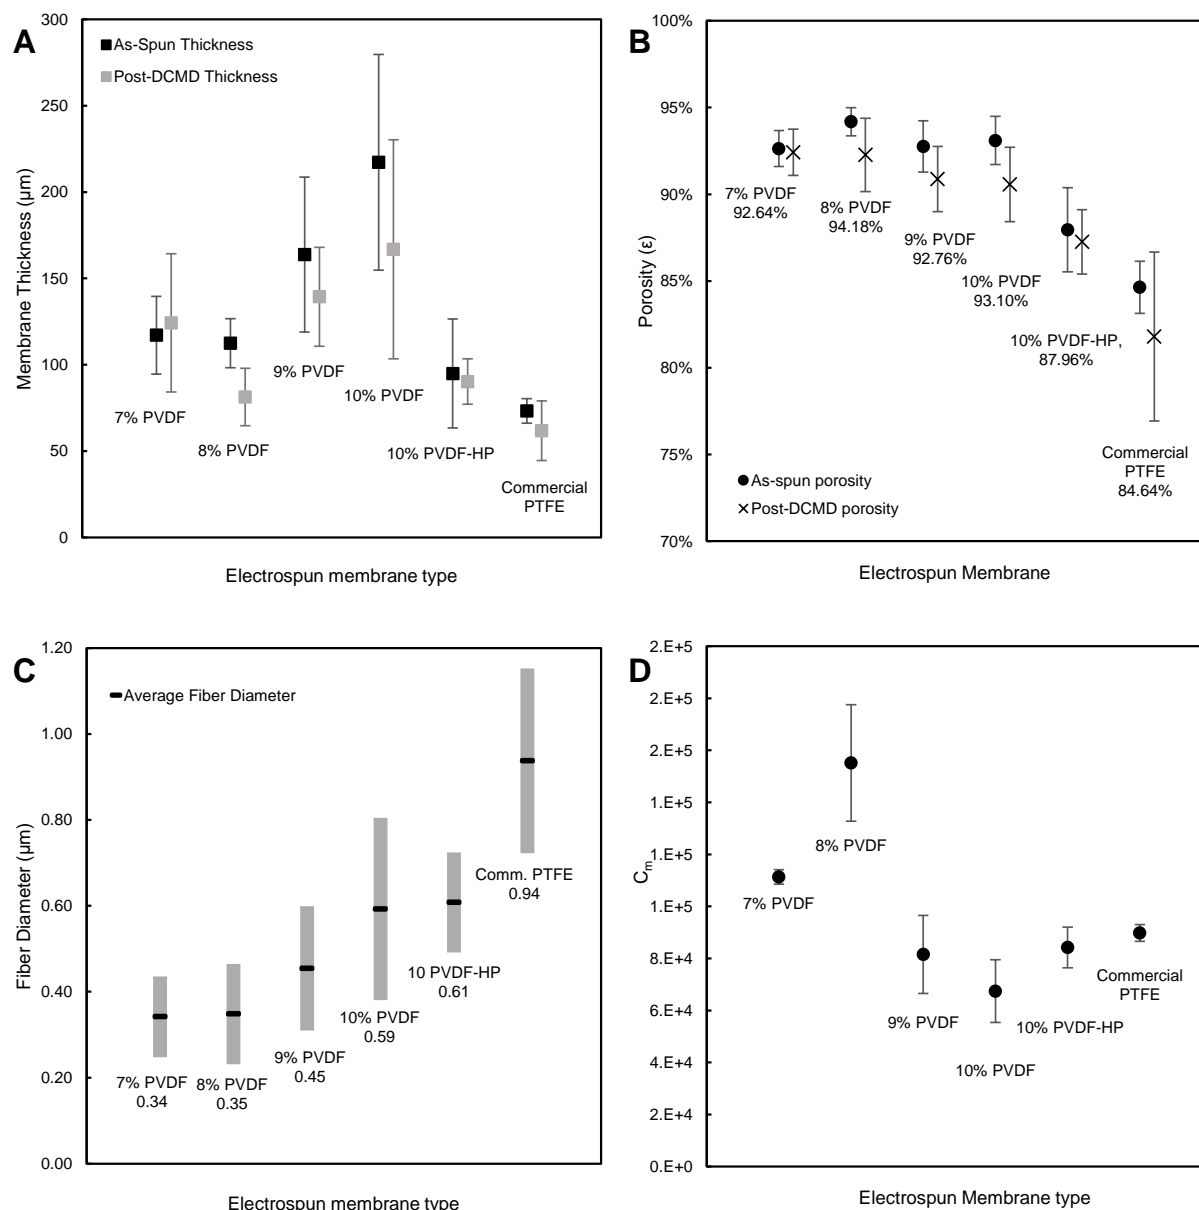 A
300
250
200
150
100
50
0
Membrane Thickness (µm)
As-Spun Thickness
Post-DCMD Thickness
7% PVDF
8% PVDF
9% PVDF
10% PVDF
10% PVDF-HP
Commercial
PTFE
Electrospun membrane type
B
100%
95%
90%
85%
80%
75%
70%
Porosity (ε)
7% PVDF
92.64%
8% PVDF
94.18%
9% PVDF
92.76%
10% PVDF
93.10%
10% PVDF-HP,
87.96%
Commercial
PTFE
84.64%
As-spun porosity
Post-DCMD porosity
Electrospun Membrane
C
1.20
1.00
0.80
0.60
0.40
0.20
0.00
Fiber Diameter (µm)
Average Fiber Diameter
7% PVDF
0.34
8% PVDF
0.35
9% PVDF
0.45
10% PVDF
0.59
10 PVDF-HP
0.61
Comm. PTFE
0.94
Electrospun membrane type
D
2.E+5
2.E+5
2.E+5
1.E+5
1.E+5
1.E+5
8.E+4
6.E+4
4.E+4
2.E+4
0.E+0
Cm
7% PVDF
8% PVDF
9% PVDF
10% PVDF
10% PVDF-HP
Commercial
PTFE
Electrospun Membrane type